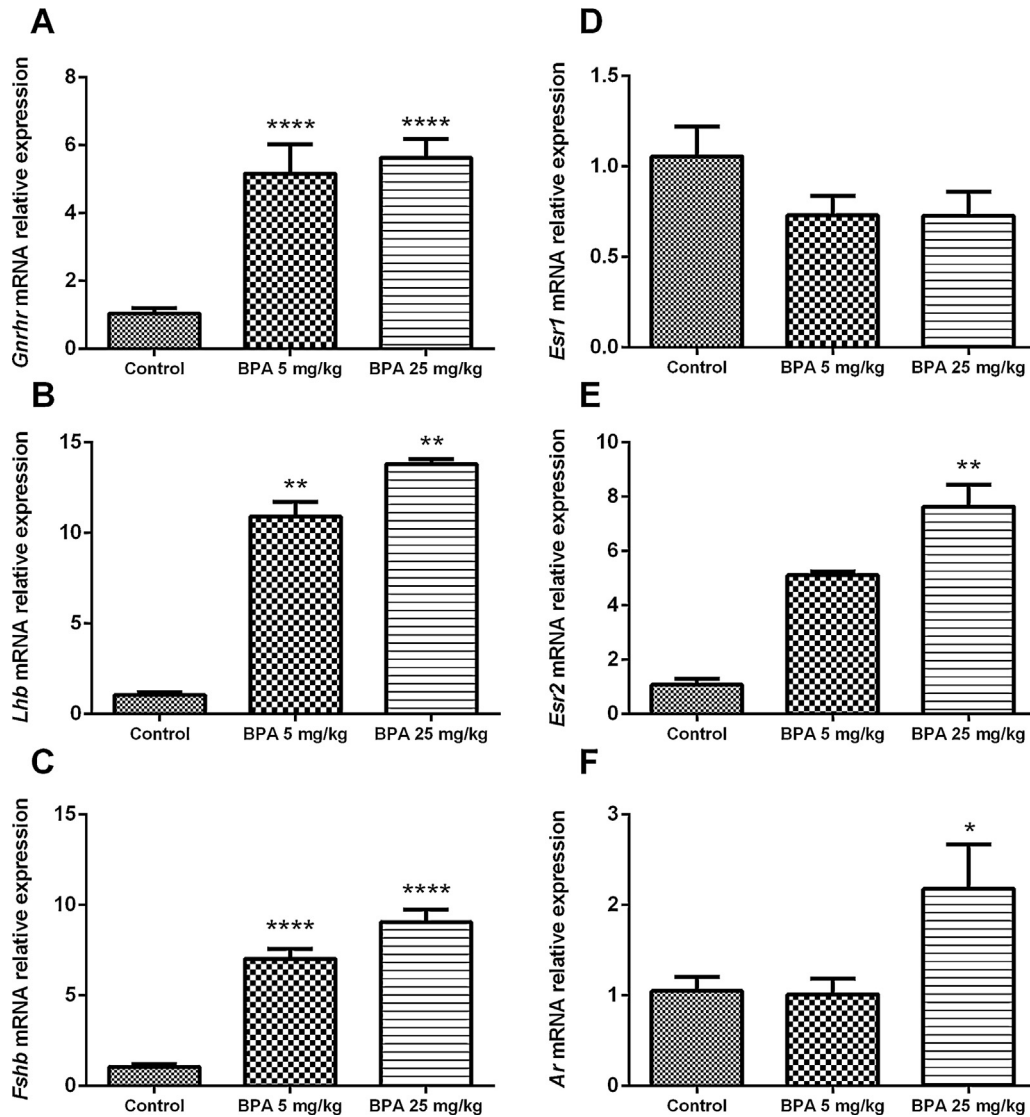 A
Gnrhr mRNA relative expression
8
6
4
2
0
****
****
Control
BPA 5 mg/kg
BPA 25 mg/kg
B
Lhb mRNA relative expression
15
10
5
0
**
**
Control
BPA 5 mg/kg
BPA 25 mg/kg
C
Fshb mRNA relative expression
15
10
5
0
****
****
Control
BPA 5 mg/kg
BPA 25 mg/kg
D
Esr1 mRNA relative expression
1.5
1.0
0.5
0.0
Control
BPA 5 mg/kg
BPA 25 mg/kg
E
Esr2 mRNA relative expression
10
8
6
4
2
0
**
Control
BPA 5 mg/kg
BPA 25 mg/kg
F
Ar mRNA relative expression
3
2
1
0
*
Control
BPA 5 mg/kg
BPA 25 mg/kg